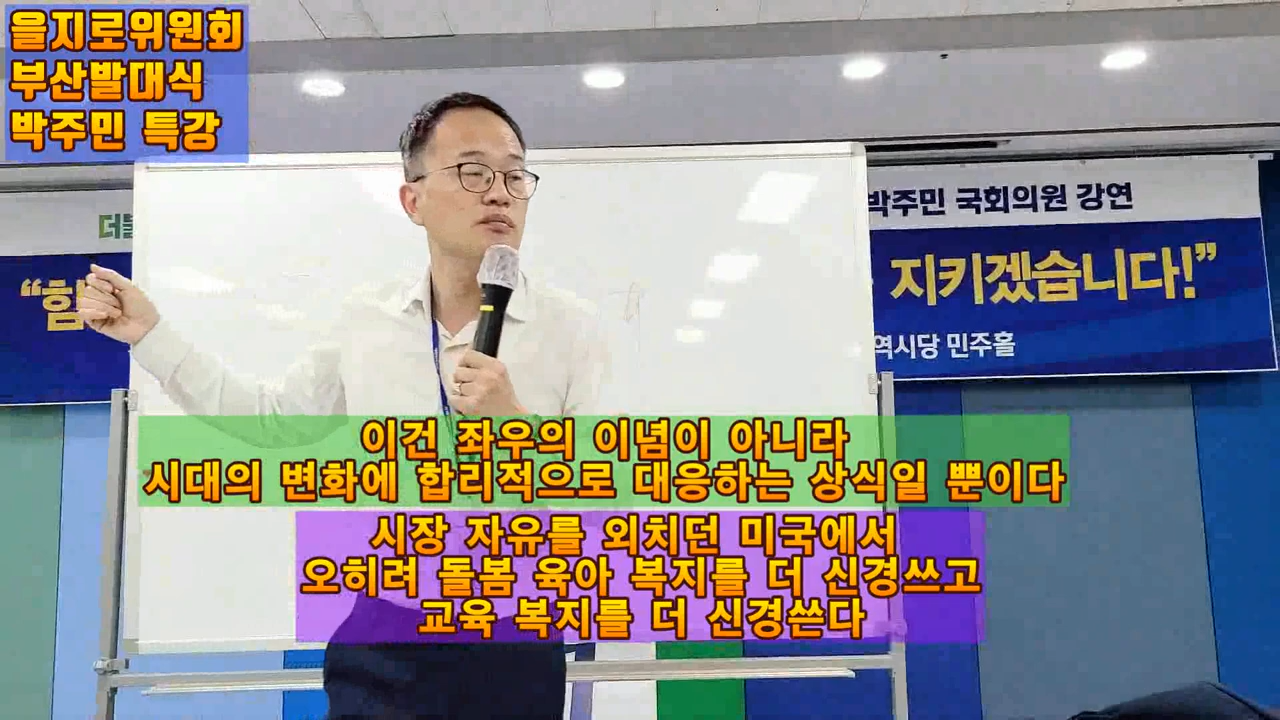 을지로위원회
부산발대식
박주민 특강
박주민 국회의원 강연
지키겠습니다!”
역시당 민주홀
이건 좌우의 이념이 아니라
시대의 변화에 합리적으로 대응하는 상식일 뿐이다
시장 자유를 외치던 미국에서
오히려 돌봄 육아 복지를 더 신경쓰고
교육 복지를 더 신경쓴다